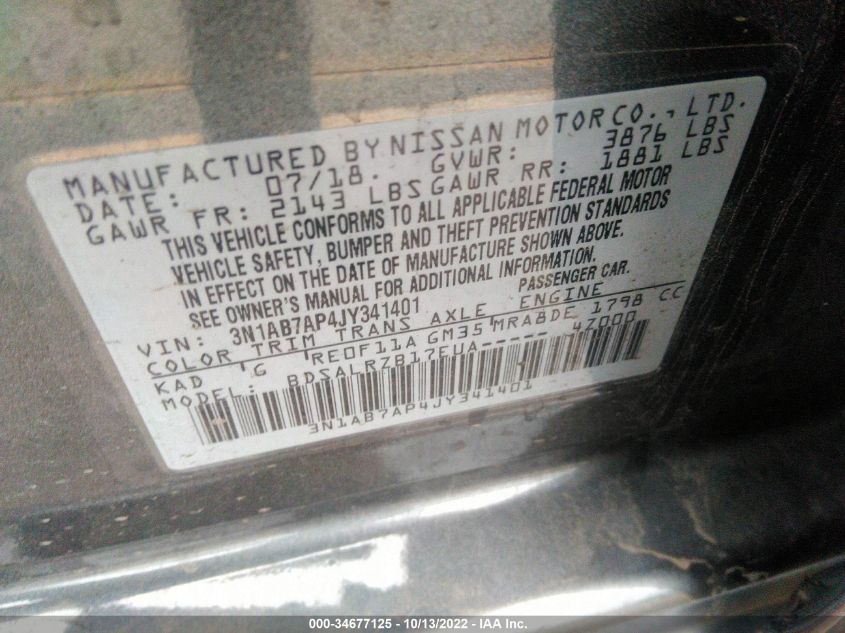 MANUFACTURED BY NISSAN MOTOR CO., LTD.
DATE: 07/18. GVWR: 3876 LBS
GAWR FR: 2143 LBS GAWR RR: 1881 LBS
THIS VEHICLE CONFORMS TO ALL APPLICABLE FEDERAL MOTOR
VEHICLE SAFETY, BUMPER AND THEFT PREVENTION STANDARDS
IN EFFECT ON THE DATE OF MANUFACTURE SHOWN ABOVE.
SEE OWNER'S MANUAL FOR ADDITIONAL INFORMATION.
VIN: 3N1AB7AP4JY341401 PASSENGER CAR.
COLOR TRIM TRANS AXLE ENGINE
KAD G RE0F11A GM35 MRA8DE 1798 CC
MODEL: BDSALRZB17EUA----- 4Z000
3N1AB7AP4JY341401
000-34677125 - 10/13/2022 - IAA Inc.